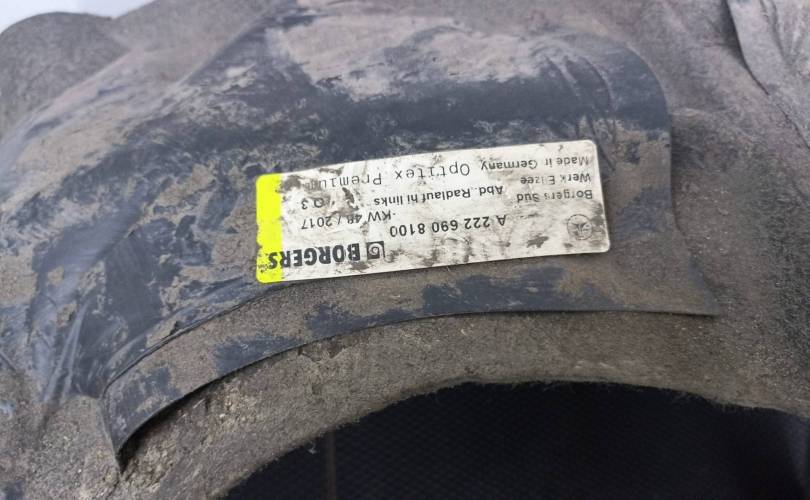 BORGERS
A 222 690 8100
KW 48 / 2017
Borgers Süd Abd. Radlauf hi links Q 3
Werk Elzee
Made in Germany Optitex Premium